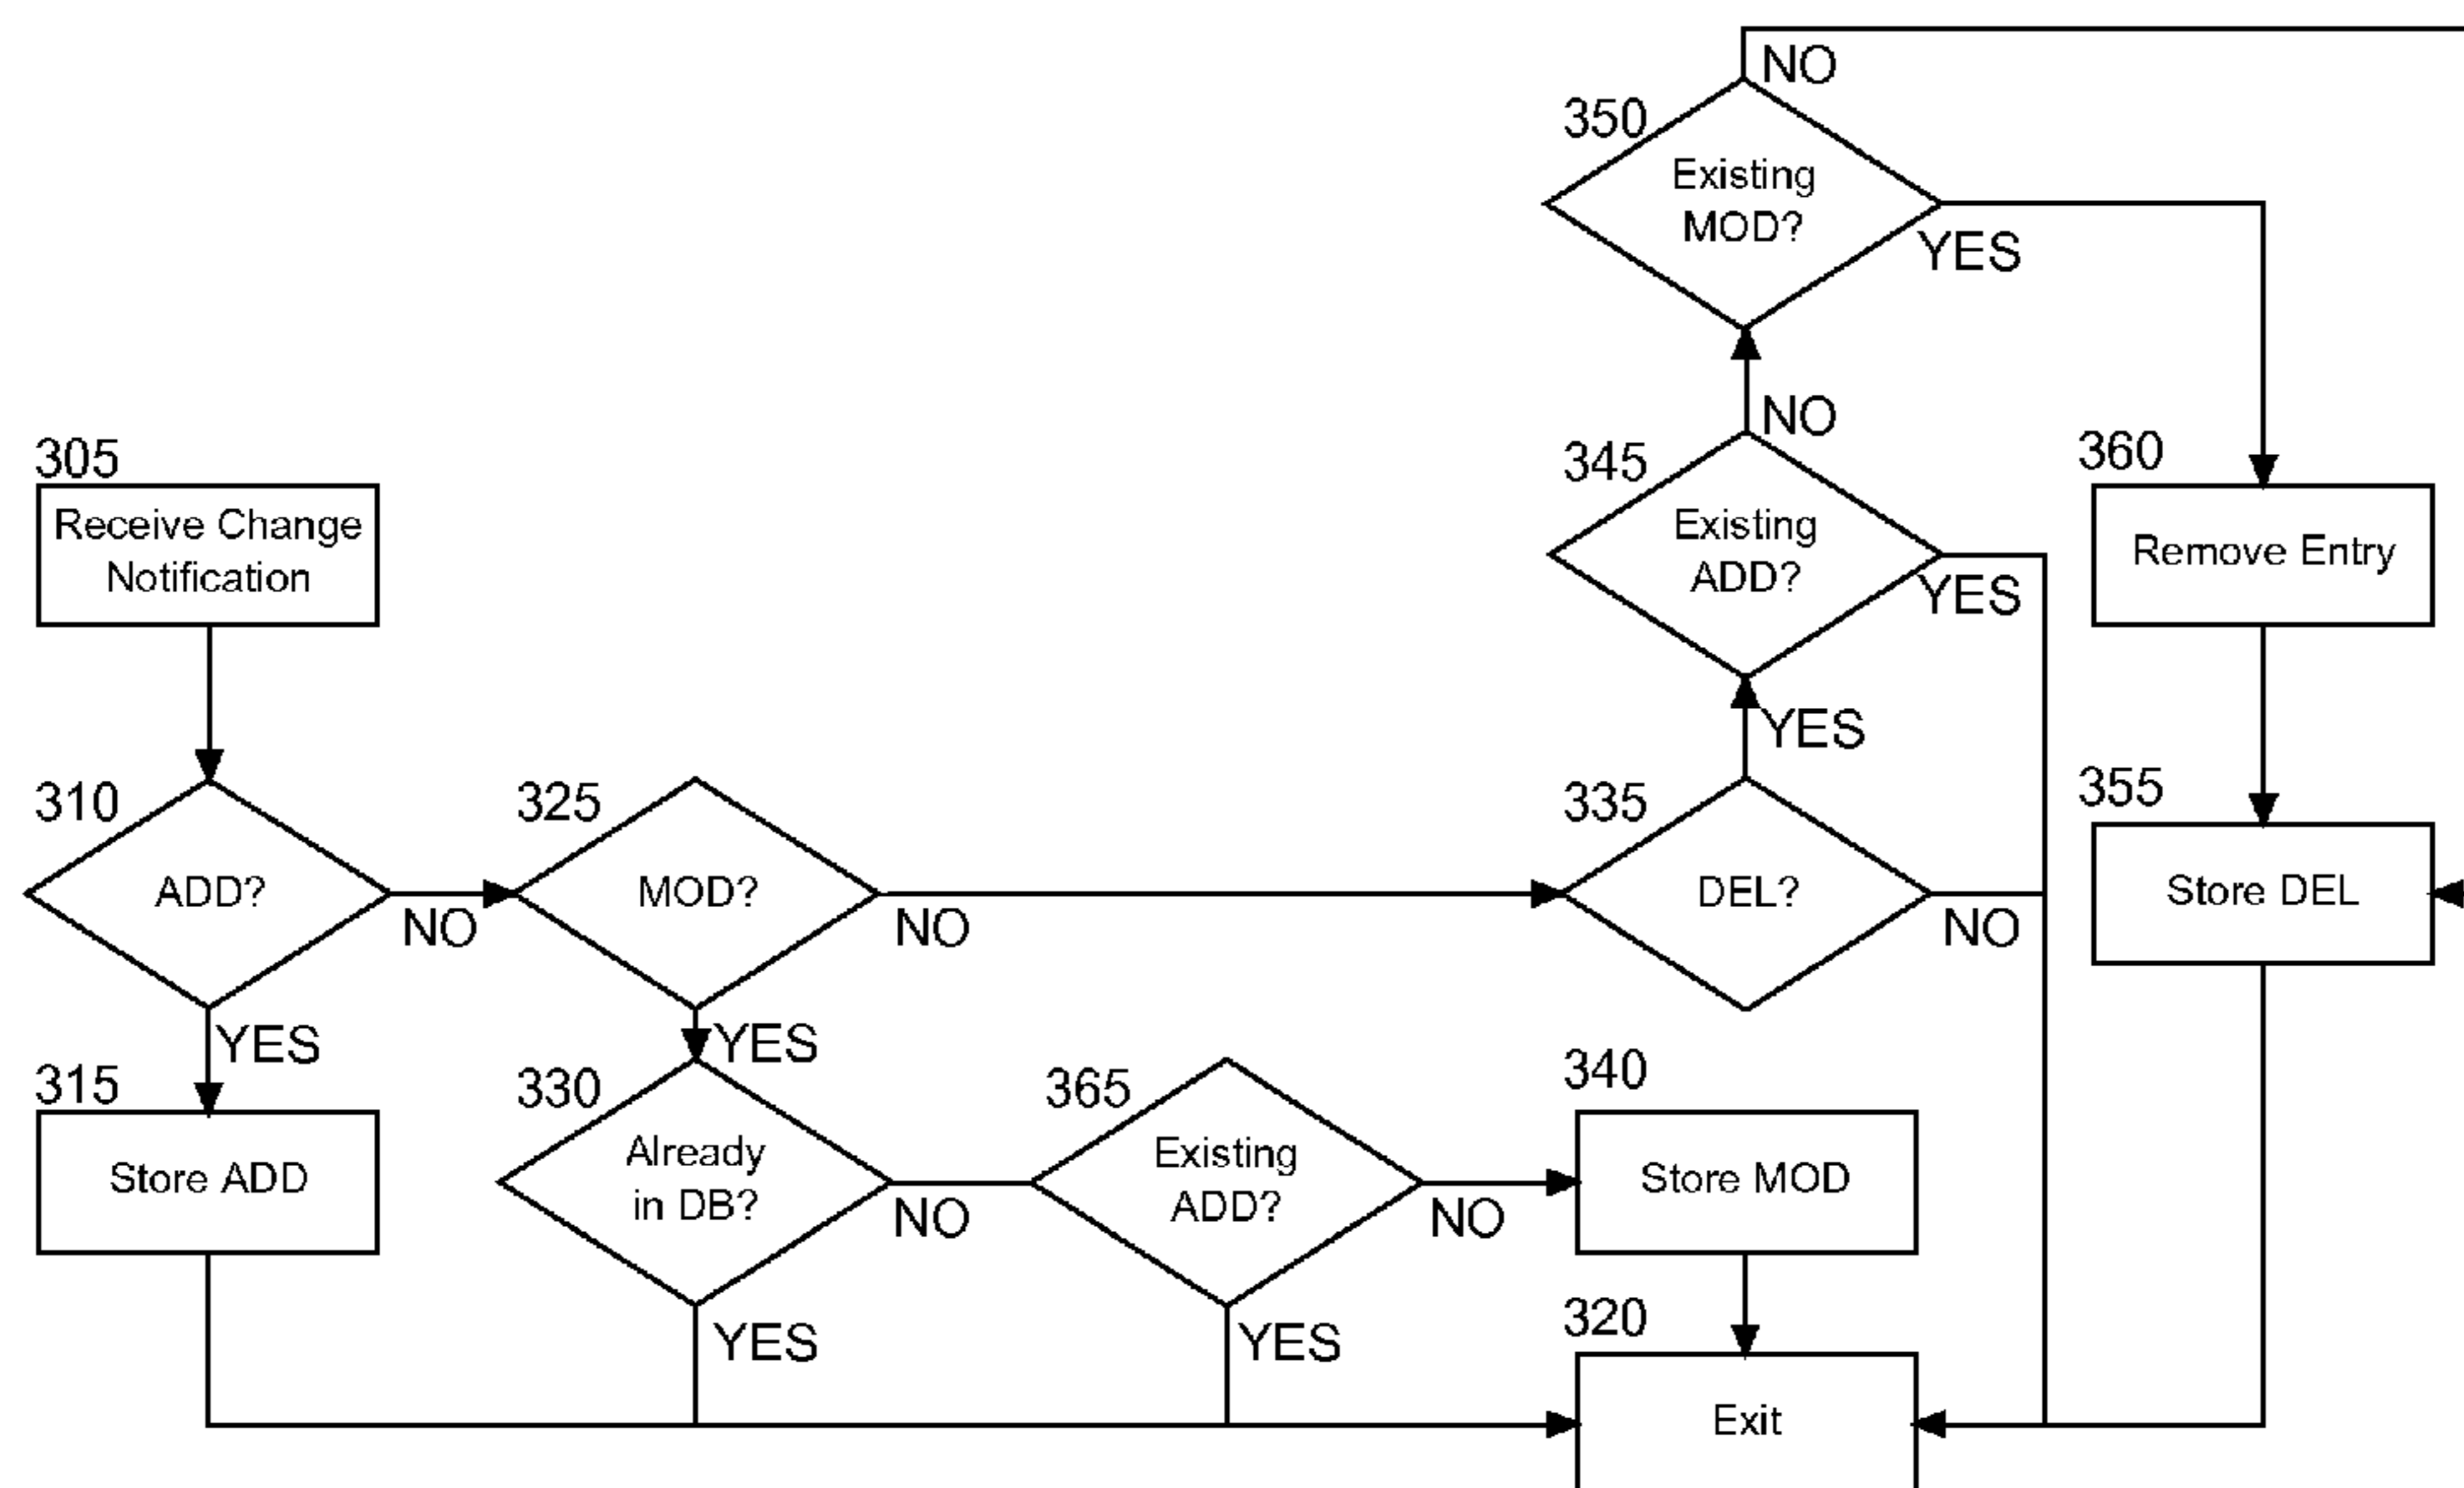 NO
350
Existing
MOD?
YES
NO
345
Existing
ADD?
YES
360
Remove Entry
305
Receive Change
Notification
YES
310
ADD?
NO
325
MOD?
NO
335
DEL?
NO
355
Store DEL
YES
315
Store ADD
YES
330
Already
in DB?
NO
YES
365
Existing
ADD?
NO
YES
340
Store MOD
320
Exit